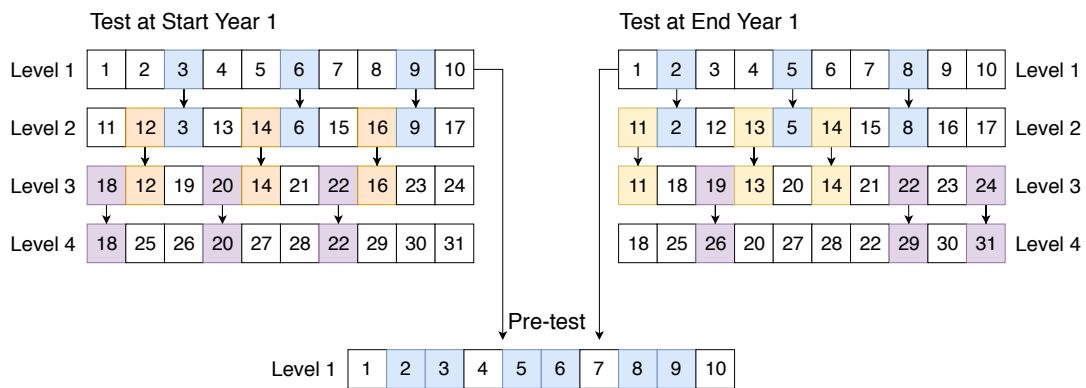 Test at Start Year 1
Test at End Year 1
Level 1 1 2 3 4 5 6 7 8 9 10
1 2 3 4 5 6 7 8 9 10 Level 1
Level 2 11 12 3 13 14 6 15 16 9 17
11 2 12 13 5 14 15 8 16 17 Level 2
Level 3 18 12 19 20 14 21 22 16 23 24
11 18 19 13 20 14 21 22 23 24 Level 3
Level 4 18 25 26 20 27 28 22 29 30 31
18 25 26 20 27 28 22 29 30 31 Level 4
Pre-test
Level 1 1 2 3 4 5 6 7 8 9 10